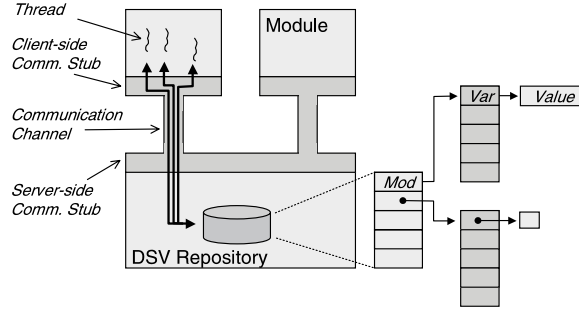 Thread
Client-side
Comm. Stub
Communication
Channel
Server-side
Comm. Stub
Module
DSV Repository
Mod
Var
Value